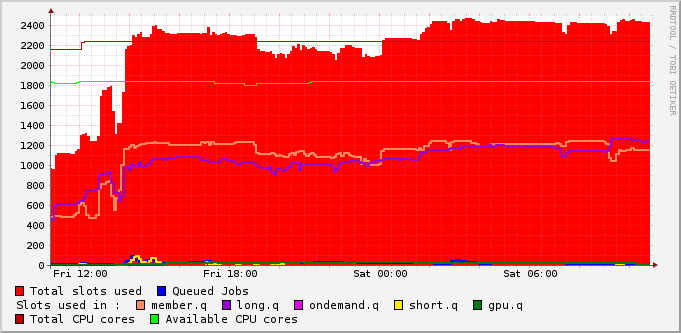 2400
2200
2000
1800
1600
1400
1200
1000
800
600
400
200
0
Fri 12:00 Fri 18:00 Sat 00:00 Sat 06:00
RRDTOOL / TOBI OETIKER
Total slots used Queued Jobs
Slots used in : member.q long.q ondemand.q short.q gpu.q
Total CPU cores Available CPU cores